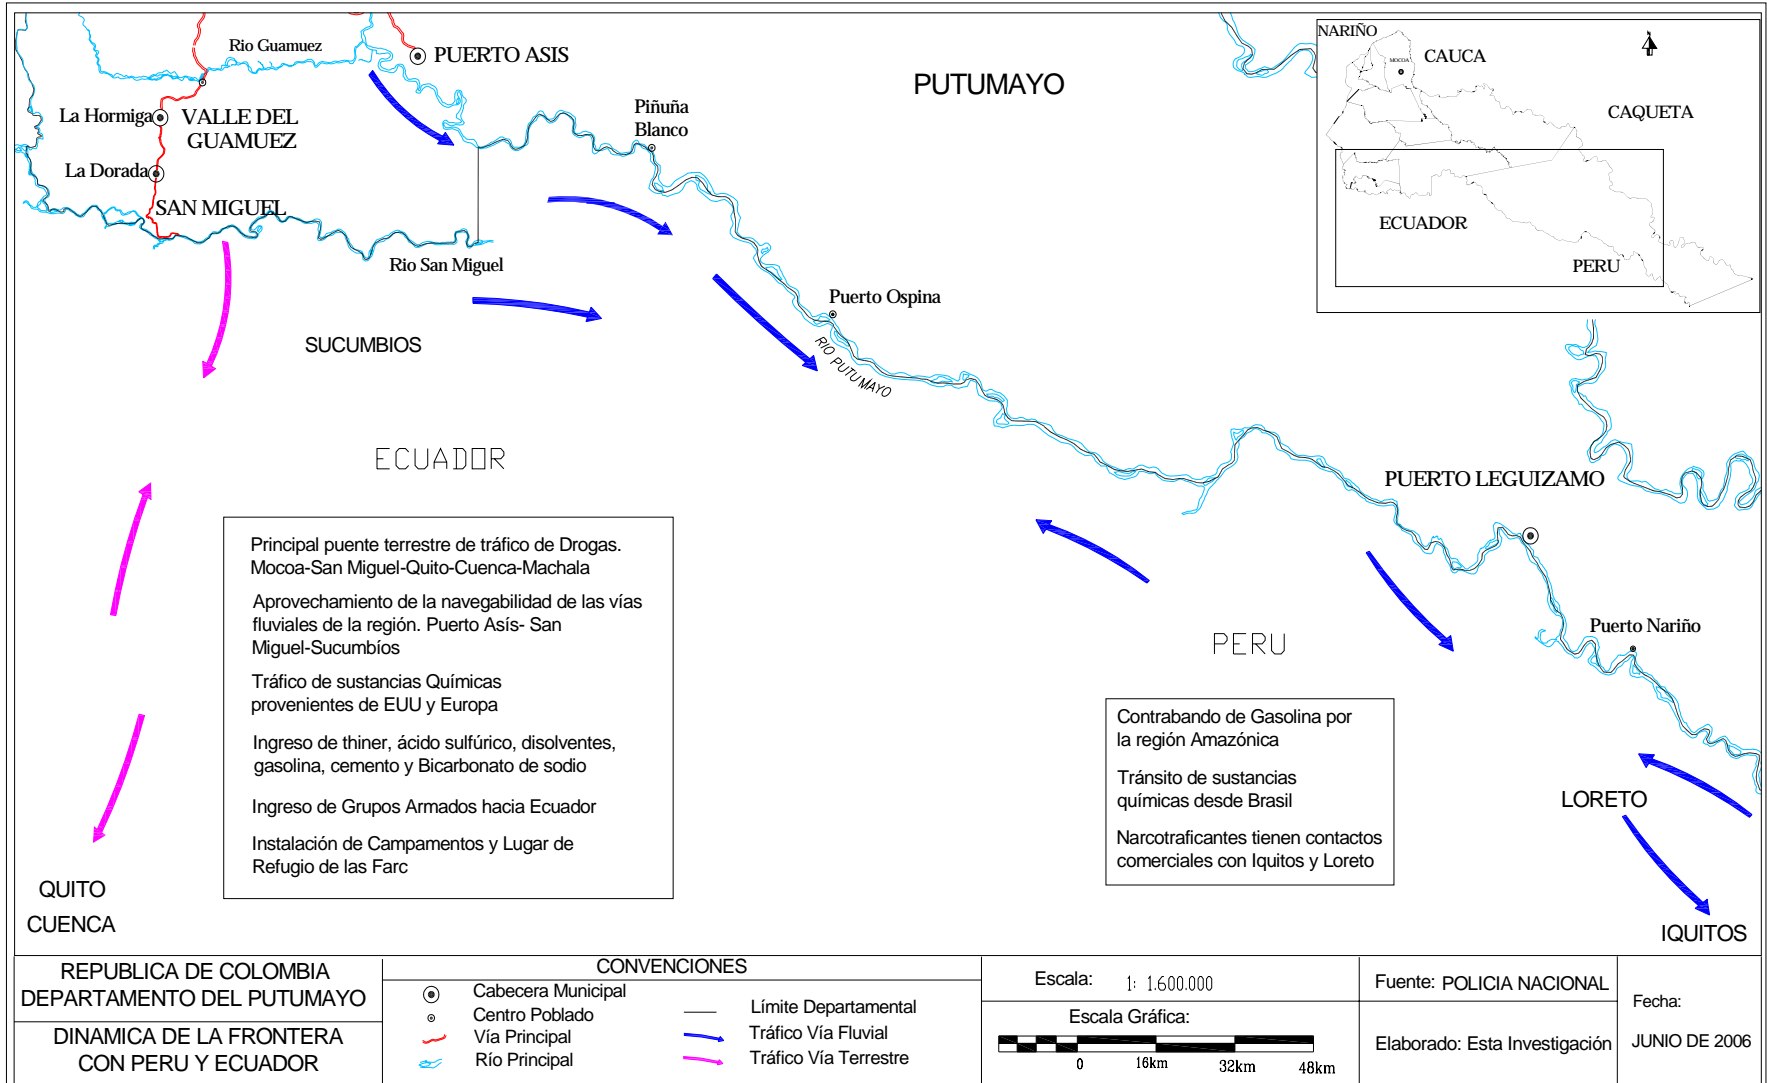 Rio Guamuez
PUERTO ASIS
PUTUMAYO
La Hormiga
VALLE DEL
GUAMUEZ
Piñuña
Blanco
La Dorada
SAN MIGUEL
Rio San Miguel
Puerto Ospina
RIO PUTUMAYO
SUCUMBIOS
NARIÑO
MOCOA
CAUCA
CAQUETA
ECUADOR
PERU
ECUADOR
PUERTO LEGUIZAMO
Principal puente terrestre de tráfico de Drogas.
Mocoa-San Miguel-Quito-Cuenca-Machala
Aprovechamiento de la navegabilidad de las vías
fluviales de la región. Puerto Asís- San
Miguel-Sucumbíos
Tráfico de sustancias Químicas
provenientes de EUU y Europa
Ingreso de thiner, ácido sulfúrico, disolventes,
gasolina, cemento y Bicarbonato de sodio
Ingreso de Grupos Armados hacia Ecuador
Instalación de Campamentos y Lugar de
Refugio de las Farc
PERU
Puerto Nariño
Contrabando de Gasolina por
la región Amazónica
Tránsito de sustancias
químicas desde Brasil
Narcotraficantes tienen contactos
comerciales con Iquitos y Loreto
LORETO
QUITO
CUENCA
IQUITOS
REPUBLICA DE COLOMBIA
DEPARTAMENTO DEL PUTUMAYO
DINAMICA DE LA FRONTERA
CON PERU Y ECUADOR
CONVENCIONES
Cabecera Municipal
Centro Poblado
Vía Principal
Río Principal
Límite Departamental
Tráfico Vía Fluvial
Tráfico Vía Terrestre
Escala: 1: 1.600.000
Escala Gráfica:
0 16km 32km 48km
Fuente: POLICIA NACIONAL
Elaborado: Esta Investigación
Fecha:
JUNIO DE 2006